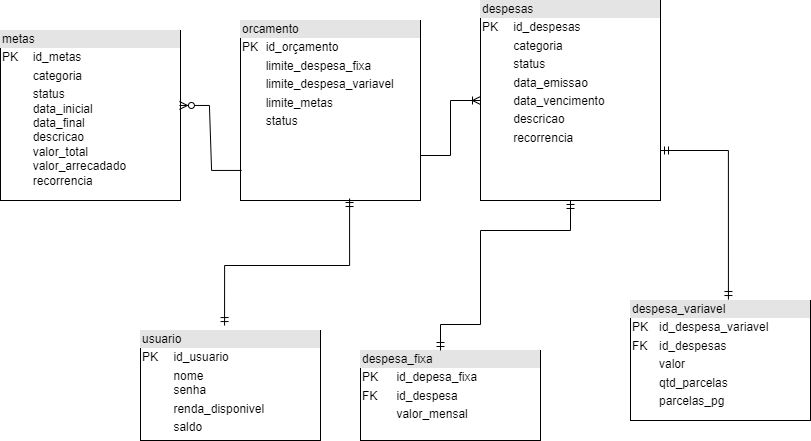 metas
PK id_metas
categoria
status
data_inicial
data_final
descricao
valor_total
valor_arrecadado
recorrencia
orcamento
PK id_orçamento
limite_despesa_fixa
limite_despesa_variavel
limite_metas
status
despesas
PK id_despesas
categoria
status
data_emissao
data_vencimento
descricao
recorrencia
usuario
PK id_usuario
nome
senha
renda_disponivel
saldo
despesa_fixa
PK id_depesa_fixa
FK id_despesa
valor_mensal
despesa_variavel
PK id_despesa_variavel
FK id_despesas
valor
qtd_parcelas
parcelas_pg